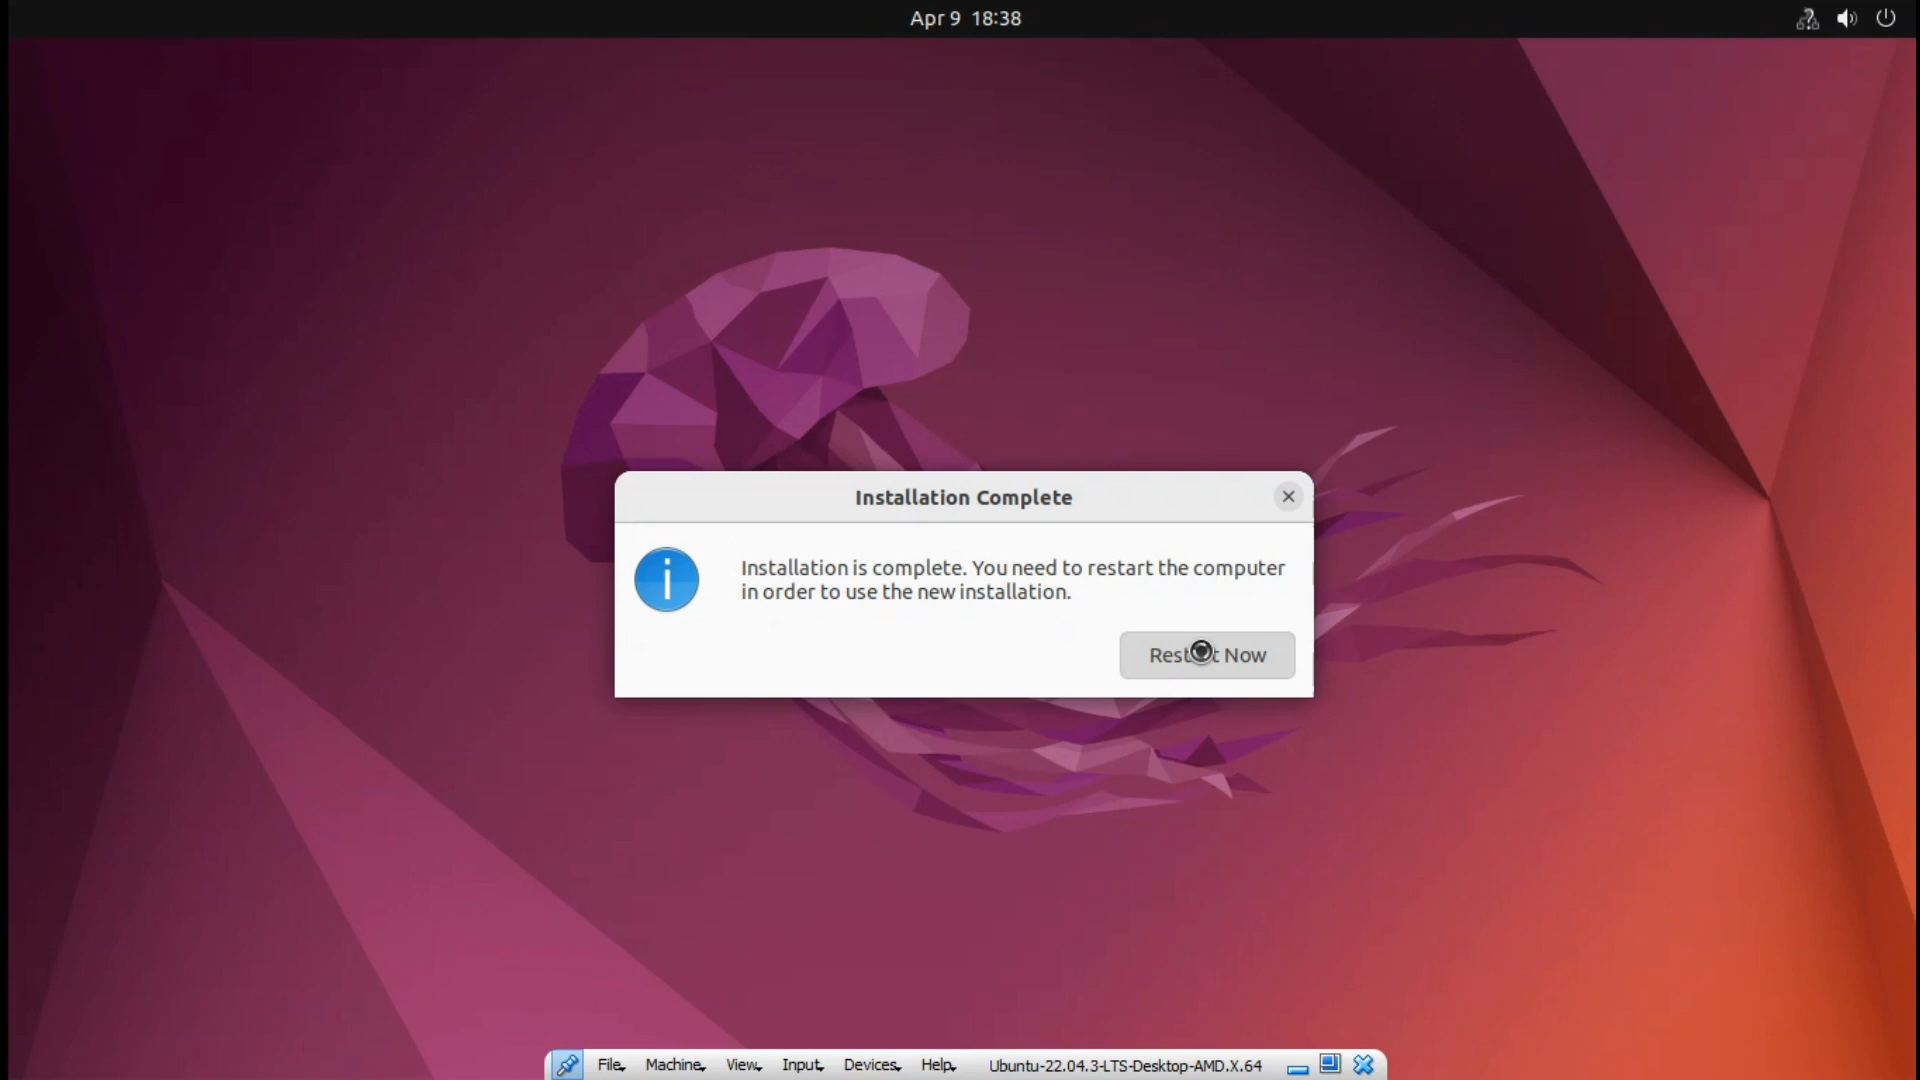 Apr 9 18:38
Installation Complete
Installation is complete. You need to restart the computer
in order to use the new installation.
Restart Now
File Machine View Input Devices Help Ubuntu-22.04.3-LTS-Desktop-AMD.X.64